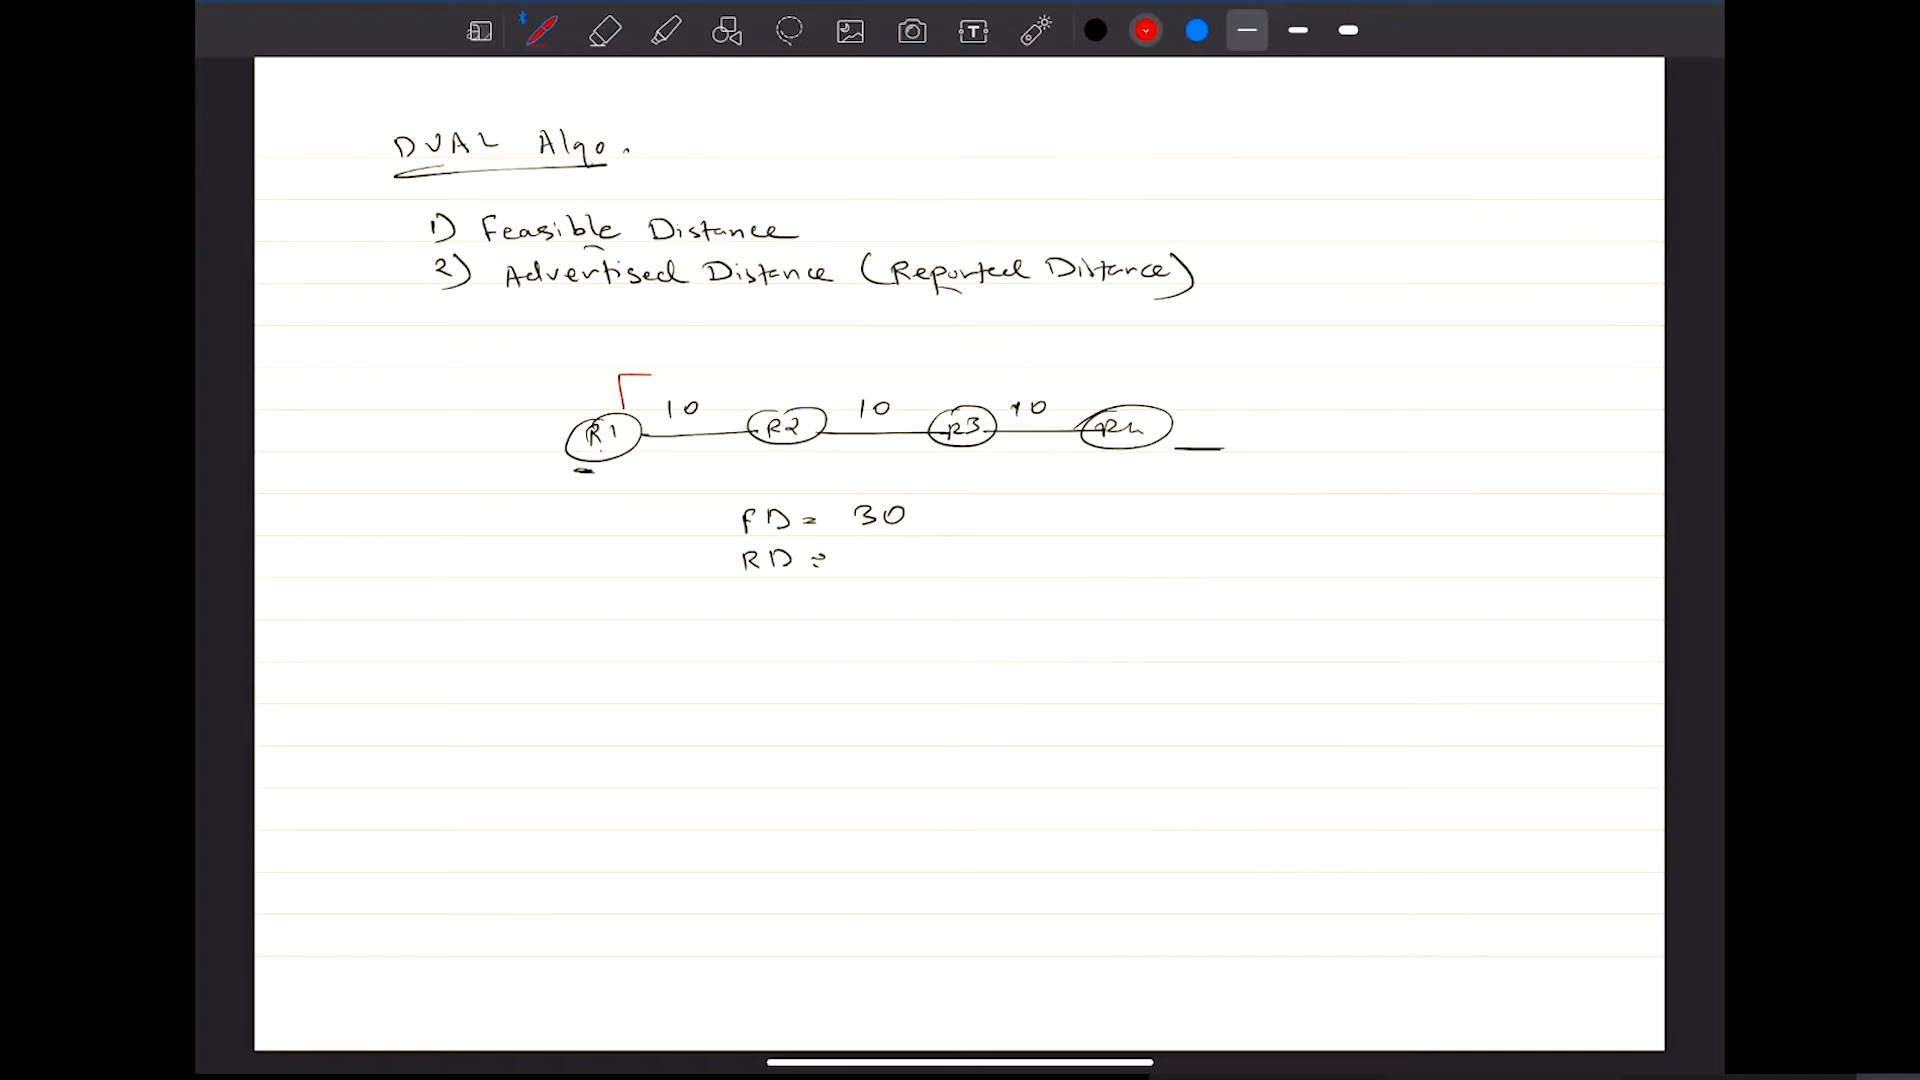 DUAL Algo.
1) Feasible Distance
2) Advertised Distance (Reported Distance)
10 10 10
R1 R2 R3 R4
FD = 30
RD =